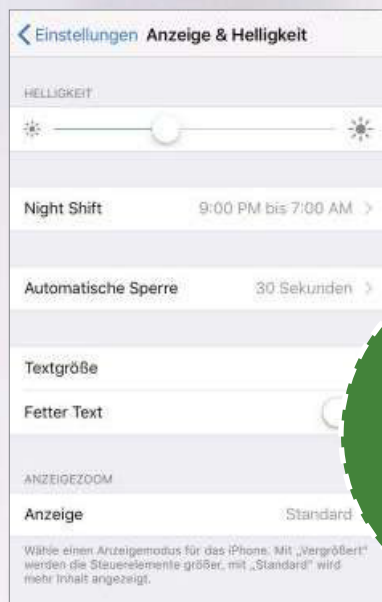 Einstellungen Anzeige & Helligkeit
HELLIGKEIT
Night Shift 9:00 PM bis 7:00 AM
Automatische Sperre 30 Sekunden
Textgröße
Fetter Text
ANZEIGEZOOM
Anzeige Standard
Wähle einen Anzeigemodus für das iPhone. Mit „Vergrößert“
werden die Steuerelemente größer, mit „Standard“ wird
mehr Inhalt angezeigt.